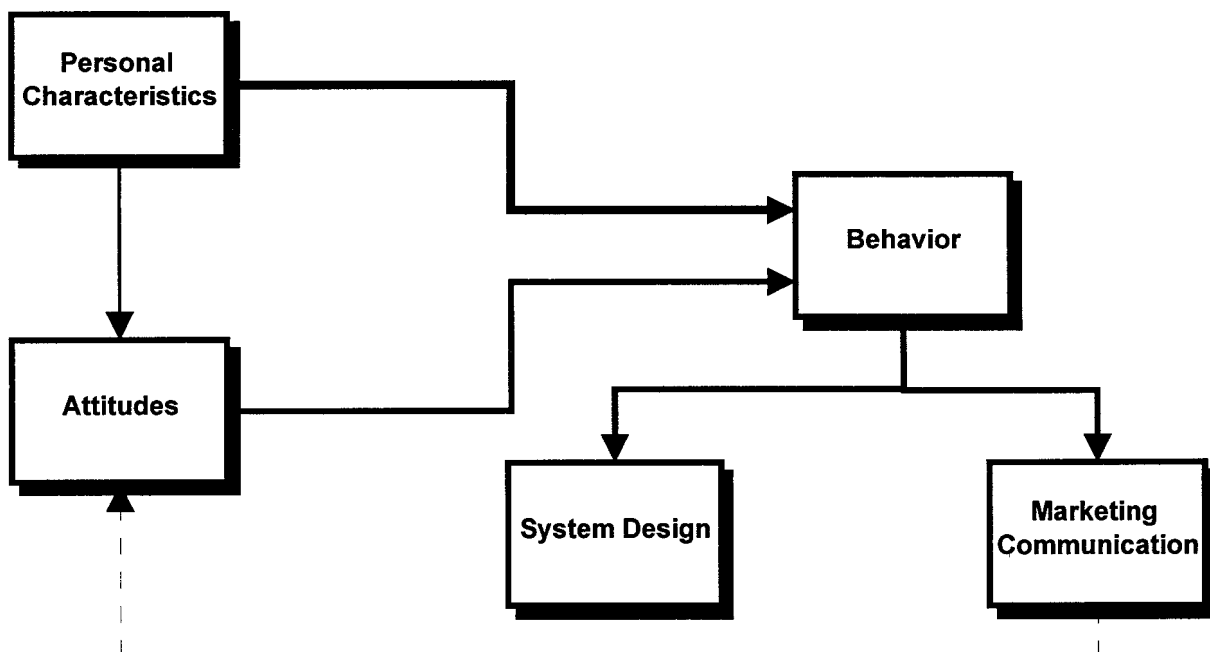 Personal
Characteristics
Behavior
Attitudes
System Design
Marketing
Communication